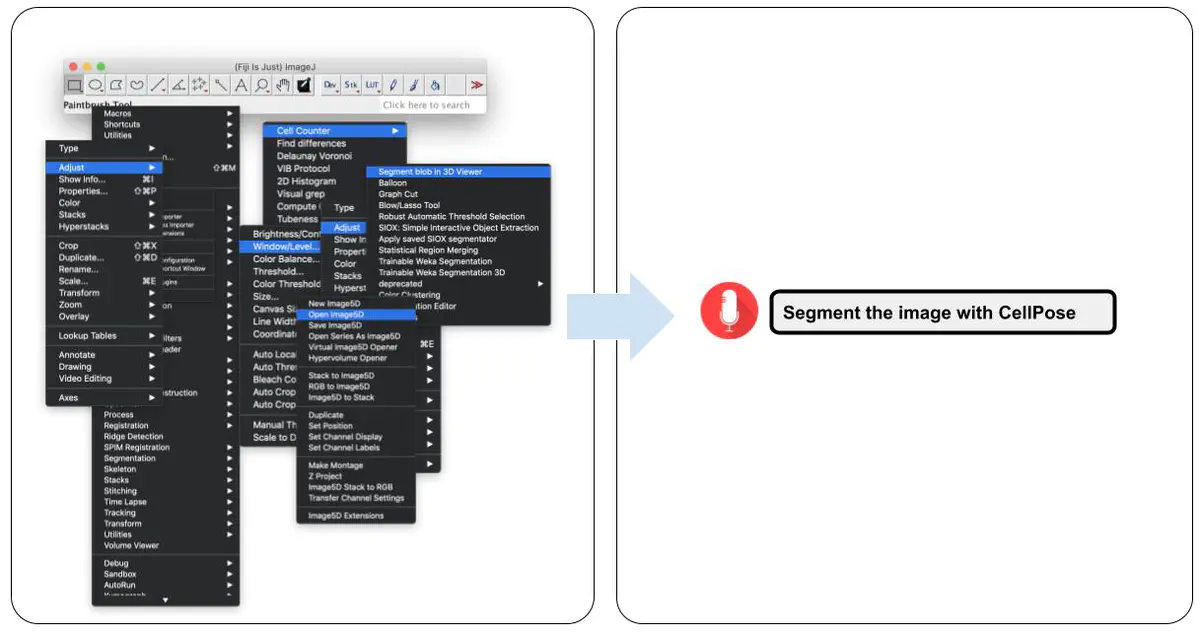 (Fiji Is Just) ImageJ
Dev
Stk
LUT
Paintbrush Tool
Click here to search
Macros
Shortcuts
Utilities
⇧⌘M
Type
Adjust
Show Info... ⌘I
Properties... ⇧⌘P
Color
Stacks
Hyperstacks
Crop ⇧⌘X
Duplicate... ⇧⌘D
Rename...
Scale... ⌘E
Transform
Zoom
Overlay
Lookup Tables
Annotate
Drawing
Video Editing
Axes
Process
Registration
Ridge Detection
SPIM Registration
Segmentation
Skeleton
Stacks
Stitching
Time Lapse
Tracking
Transform
Utilities
Volume Viewer
Debug
Sandbox
AutoRun
Cell Counter
Find differences
Delaunay Voronoi
VIB Protocol
2D Histogram
Visual grep
Compute
Tubeness
Type
Adjust
Show In
Propert
Color
Stacks
Hyperst
Brightness/Cont
Window/Level...
Color Balance...
Threshold...
Color Threshold
Size...
Canvas Si
Line Width
Coordinat
Auto Local
Auto Thre
Bleach Co
Auto Crop
Auto Crop
Manual Th
Scale to D
⌘E
Segment blob in 3D Viewer
Balloon
Graph Cut
Blow/Lasso Tool
Robust Automatic Threshold Selection
SIOX: Simple Interactive Object Extraction
Apply saved SIOX segmentator
Statistical Region Merging
Trainable Weka Segmentation
Trainable Weka Segmentation 3D
deprecated
Color Clustering
tion Editor
New Image5D
Open Image5D
Save Image5D
Open Series As Image5D
Virtual Image5D Opener
Hypervolume Opener
Stack to Image5D
RGB to Image5D
Image5D to Stack
Duplicate
Set Position
Set Channel Display
Set Channel Labels
Make Montage
Z Project
Image5D Stack to RGB
Transfer Channel Settings
Image5D Extensions
Segment the image with CellPose